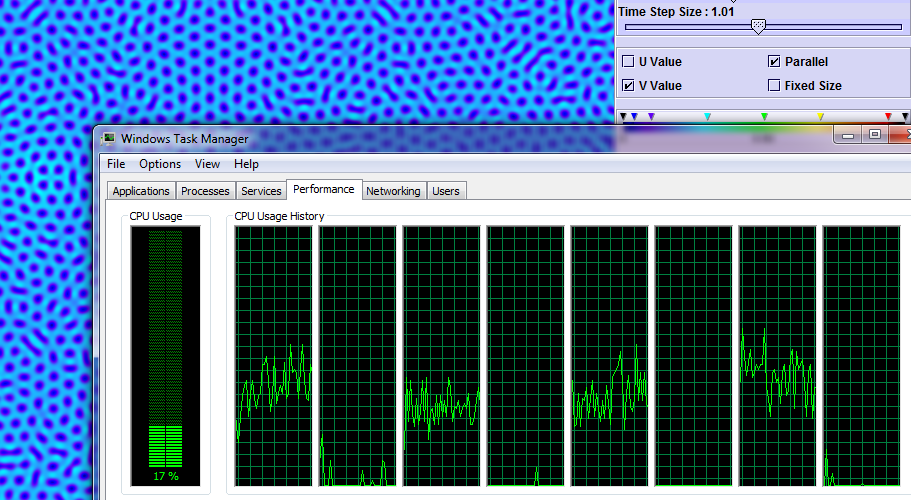 Time Step Size : 1.01
U Value
Parallel
V Value
Fixed Size
Windows Task Manager
File Options View Help
Applications Processes Services Performance Networking Users
CPU Usage
CPU Usage History
17 %